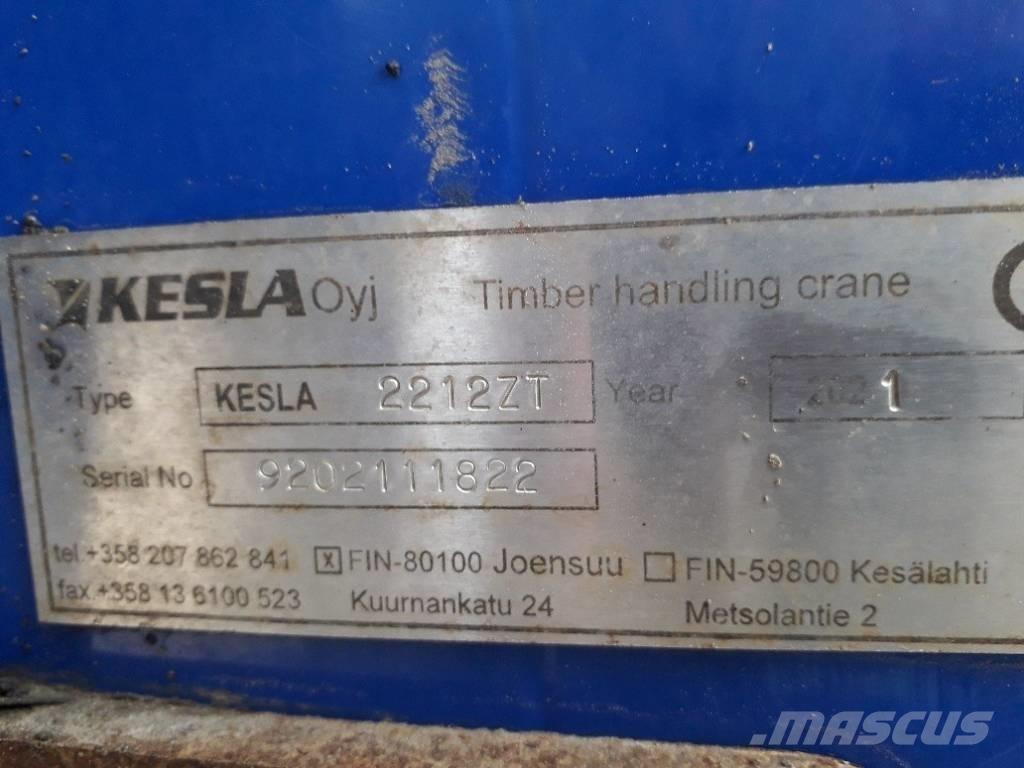 KESLA Oyj Timber handling crane
Type KESLA 2212ZT Year 2021
Serial No 9202111822
tel.+358 207 862 841 x FIN-80100 Joensuu FIN-59800 Kesälahti
fax.+358 13 6100 523 Kuurnankatu 24 Metsolantie 2
MASCUS